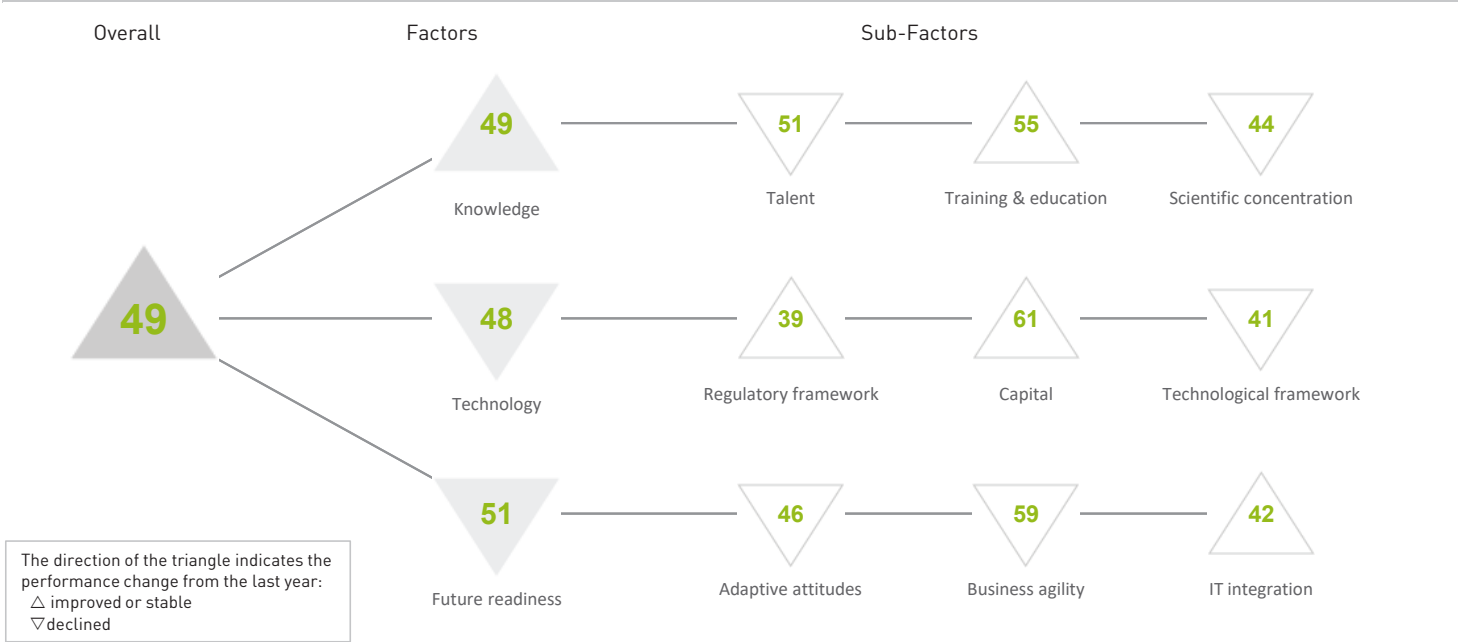 Overall
Factors
Sub-Factors
49
Knowledge
51
Talent
55
Training & education
44
Scientific concentration
49
48
Technology
39
Regulatory framework
61
Capital
41
Technological framework
51
Future readiness
46
Adaptive attitudes
59
Business agility
42
IT integration
The direction of the triangle indicates the
performance change from the last year:
△ improved or stable
▽ declined